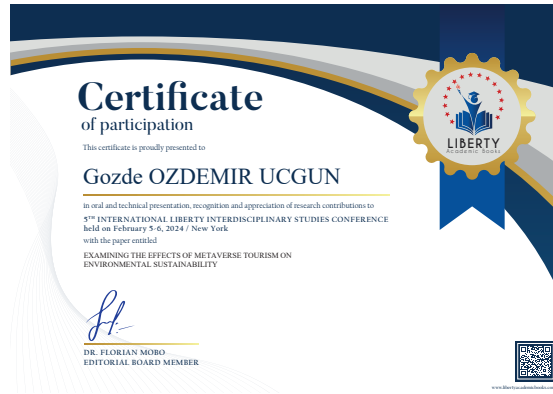 Certificate
of participation
This certificate is proudly presented to
Gozde OZDEMIR UCGUN
in oral and technical presentation, recognition and appreciation of research contributions to
5TH INTERNATIONAL LIBERTY INTERDISCIPLINARY STUDIES CONFERENCE
held on February 5-6, 2024 / New York
with the paper entitled
EXAMINING THE EFFECTS OF METAVERSE TOURISM ON
ENVIRONMENTAL SUSTAINABILITY
DR. FLORIAN MOBO
EDITORIAL BOARD MEMBER
LIBERTY
Academic Books